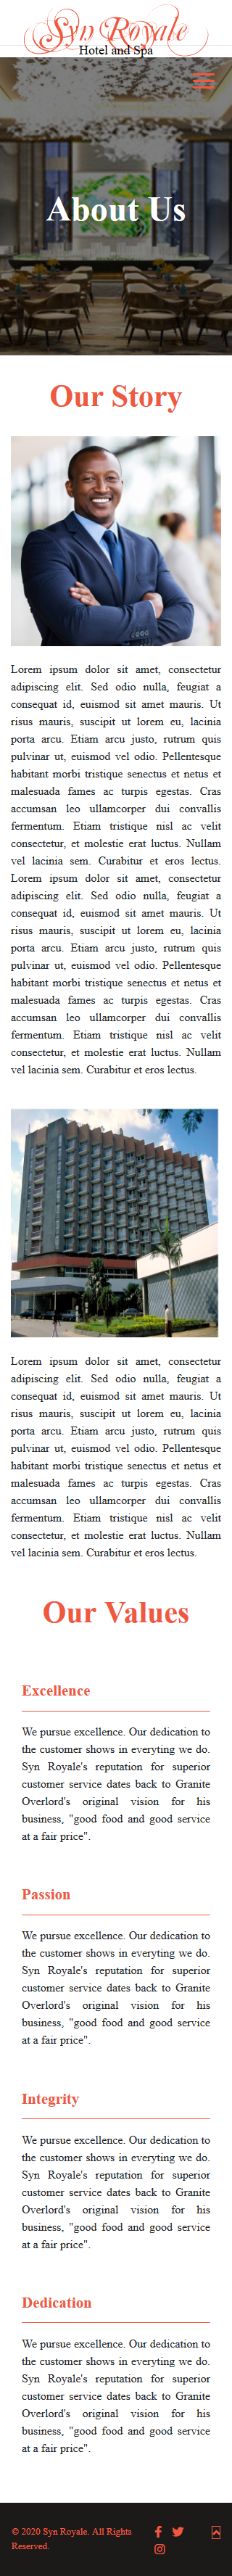 Syn Royale
Hotel and Spa
About Us
Our Story
Lorem ipsum dolor sit amet, consectetur
adipiscing elit. Sed odio nulla, feugiat a
consequat id, euismod sit amet mauris. Ut
risus mauris, suscipit ut lorem eu, lacinia
porta arcu. Etiam arcu justo, rutrum quis
pulvinar ut, euismod vel odio. Pellentesque
habitant morbi tristique senectus et netus et
malesuada fames ac turpis egestas. Cras
accumsan leo ullamcorper dui convallis
fermentum. Etiam tristique nisl ac velit
consectetur, et molestie erat luctus. Nullam
vel lacinia sem. Curabitur et eros lectus.
Lorem ipsum dolor sit amet, consectetur
adipiscing elit. Sed odio nulla, feugiat a
consequat id, euismod sit amet mauris. Ut
risus mauris, suscipit ut lorem eu, lacinia
porta arcu. Etiam arcu justo, rutrum quis
pulvinar ut, euismod vel odio. Pellentesque
habitant morbi tristique senectus et netus et
malesuada fames ac turpis egestas. Cras
accumsan leo ullamcorper dui convallis
fermentum. Etiam tristique nisl ac velit
consectetur, et molestie erat luctus. Nullam
vel lacinia sem. Curabitur et eros lectus.
Lorem ipsum dolor sit amet, consectetur
adipiscing elit. Sed odio nulla, feugiat a
consequat id, euismod sit amet mauris. Ut
risus mauris, suscipit ut lorem eu, lacinia
porta arcu. Etiam arcu justo, rutrum quis
pulvinar ut, euismod vel odio. Pellentesque
habitant morbi tristique senectus et netus et
malesuada fames ac turpis egestas. Cras
accumsan leo ullamcorper dui convallis
fermentum. Etiam tristique nisl ac velit
consectetur, et molestie erat luctus. Nullam
vel lacinia sem. Curabitur et eros lectus.
Our Values
Excellence
We pursue excellence. Our dedication to
the customer shows in everyting we do.
Syn Royale's reputation for superior
customer service dates back to Granite
Overlord's original vision for his
business, "good food and good service
at a fair price".
Passion
We pursue excellence. Our dedication to
the customer shows in everyting we do.
Syn Royale's reputation for superior
customer service dates back to Granite
Overlord's original vision for his
business, "good food and good service
at a fair price".
Integrity
We pursue excellence. Our dedication to
the customer shows in everyting we do.
Syn Royale's reputation for superior
customer service dates back to Granite
Overlord's original vision for his
business, "good food and good service
at a fair price".
Dedication
We pursue excellence. Our dedication to
the customer shows in everyting we do.
Syn Royale's reputation for superior
customer service dates back to Granite
Overlord's original vision for his
business, "good food and good service
at a fair price".
© 2020 Syn Royale. All Rights
Reserved.